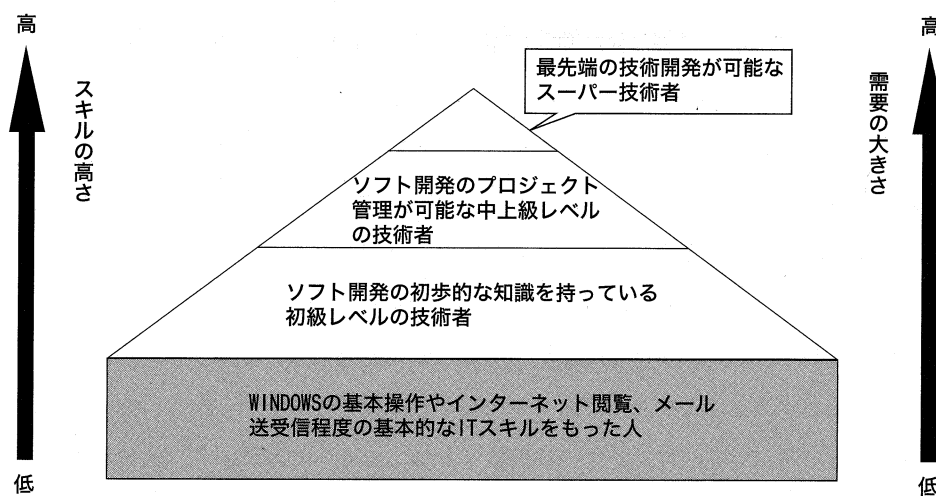 高
高
スキルの高さ
需要の大きさ
最先端の技術開発が可能な
スーパー技術者
ソフト開発のプロジェクト
管理が可能な中上級レベル
の技術者
ソフト開発の初歩的な知識を持っている
初級レベルの技術者
WINDOWSの基本操作やインターネット閲覧、メール
送受信程度の基本的なITスキルをもった人
低
低